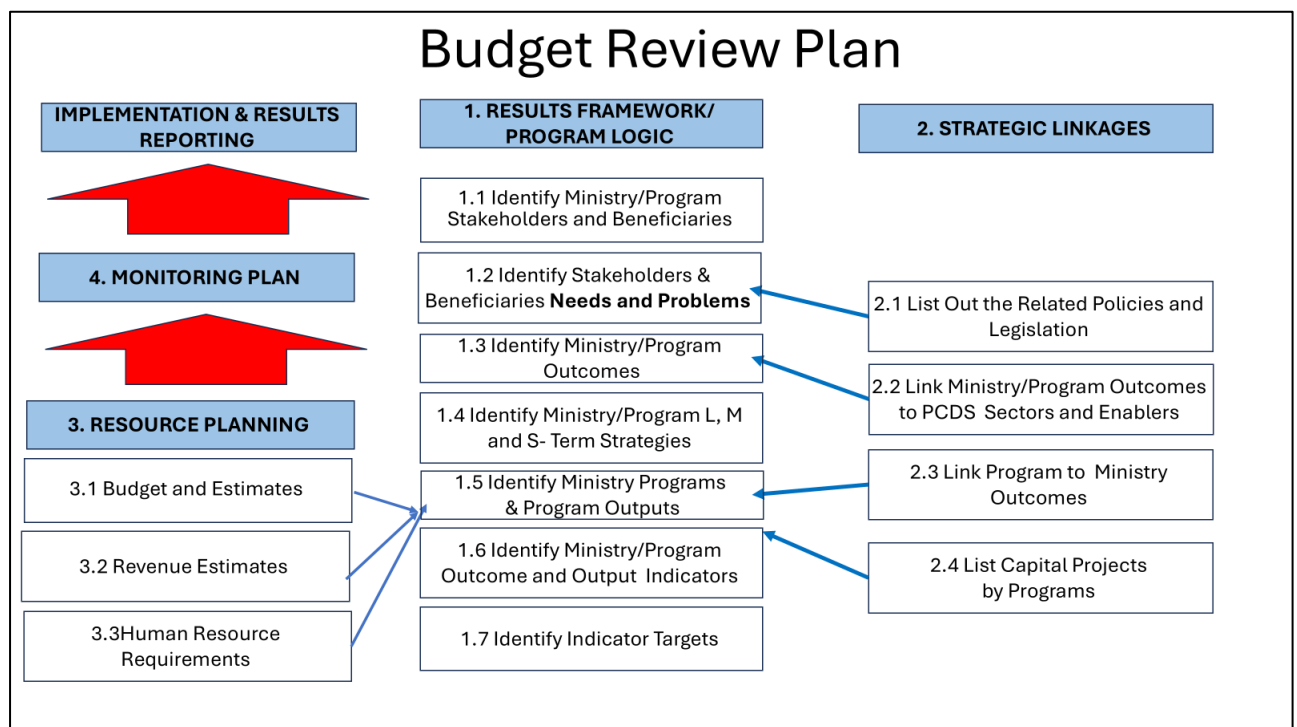 Budget Review Plan
IMPLEMENTATION & RESULTS
REPORTING
4. MONITORING PLAN
3. RESOURCE PLANNING
3.1 Budget and Estimates
3.2 Revenue Estimates
3.3Human Resource
Requirements
1. RESULTS FRAMEWORK/
PROGRAM LOGIC
1.1 Identify Ministry/Program
Stakeholders and Beneficiaries
1.2 Identify Stakeholders &
Beneficiaries Needs and Problems
1.3 Identify Ministry/Program
Outcomes
1.4 Identify Ministry/Program L, M
and S- Term Strategies
1.5 Identify Ministry Programs
& Program Outputs
1.6 Identify Ministry/Program
Outcome and Output Indicators
1.7 Identify Indicator Targets
2. STRATEGIC LINKAGES
2.1 List Out the Related Policies and
Legislation
2.2 Link Ministry/Program Outcomes
to PCDS Sectors and Enablers
2.3 Link Program to Ministry
Outcomes
2.4 List Capital Projects
by Programs